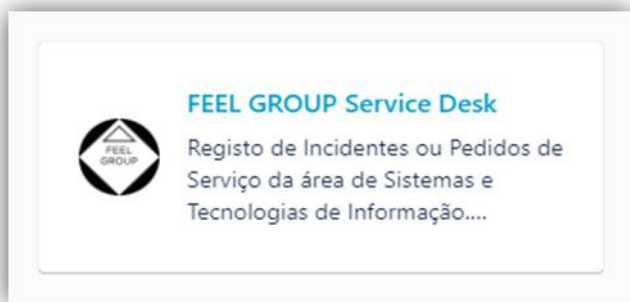 FEEL GROUP Service Desk
FEEL
GROUP
Registo de Incidentes ou Pedidos de
Serviço da área de Sistemas e
Tecnologias de Informação....